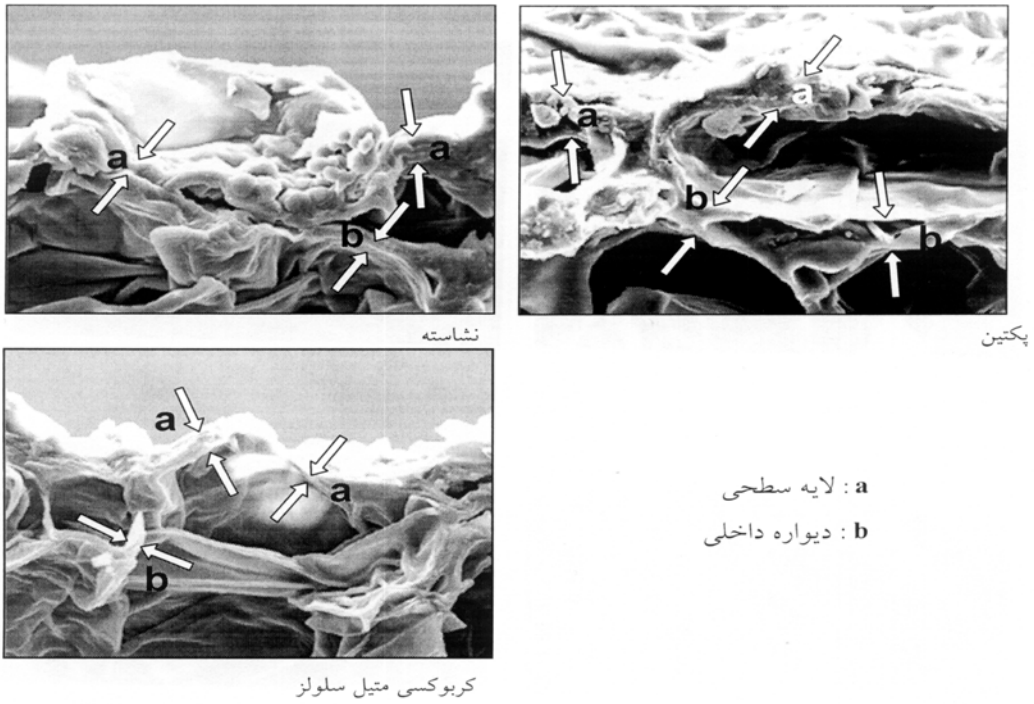 a
a
b
نشاسته
a
a
b
b
پکتین
a
a
b
کربوکسی متیل سلولز
a : لایه سطحی
b : دیواره داخلی